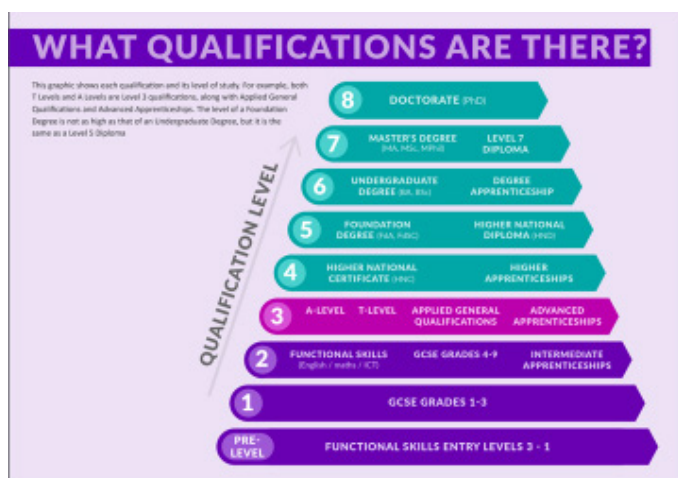 WHAT QUALIFICATIONS ARE THERE?
This graphic shows each qualification and its level of study. For example, both
T Levels and A Levels are Level 3 qualifications, along with Applied General
Qualifications and Advanced Apprenticeships. The level of a Foundation
Degree is not as high as that of an Undergraduate Degree, but it is the
same as a Level 5 Diploma
QUALIFICATION LEVEL
8 DOCTORATE (PhD)
7 MASTER'S DEGREE LEVEL 7
(MA, MSc, MPhil) DIPLOMA
6 UNDERGRADUATE DEGREE
DEGREE (BA, BSc) APPRENTICESHIP
5 FOUNDATION HIGHER NATIONAL
DEGREE (FdA, FdSC) DIPLOMA (HND)
4 HIGHER NATIONAL HIGHER
CERTIFICATE (HNC) APPRENTICESHIPS
3 A-LEVEL T-LEVEL APPLIED GENERAL ADVANCED
QUALIFICATIONS APPRENTICESHIPS
2 FUNCTIONAL SKILLS GCSE GRADES 4-9 INTERMEDIATE
(English / maths / ICT) APPRENTICESHIPS
1 GCSE GRADES 1-3
PRE-
LEVEL FUNCTIONAL SKILLS ENTRY LEVELS 3 - 1